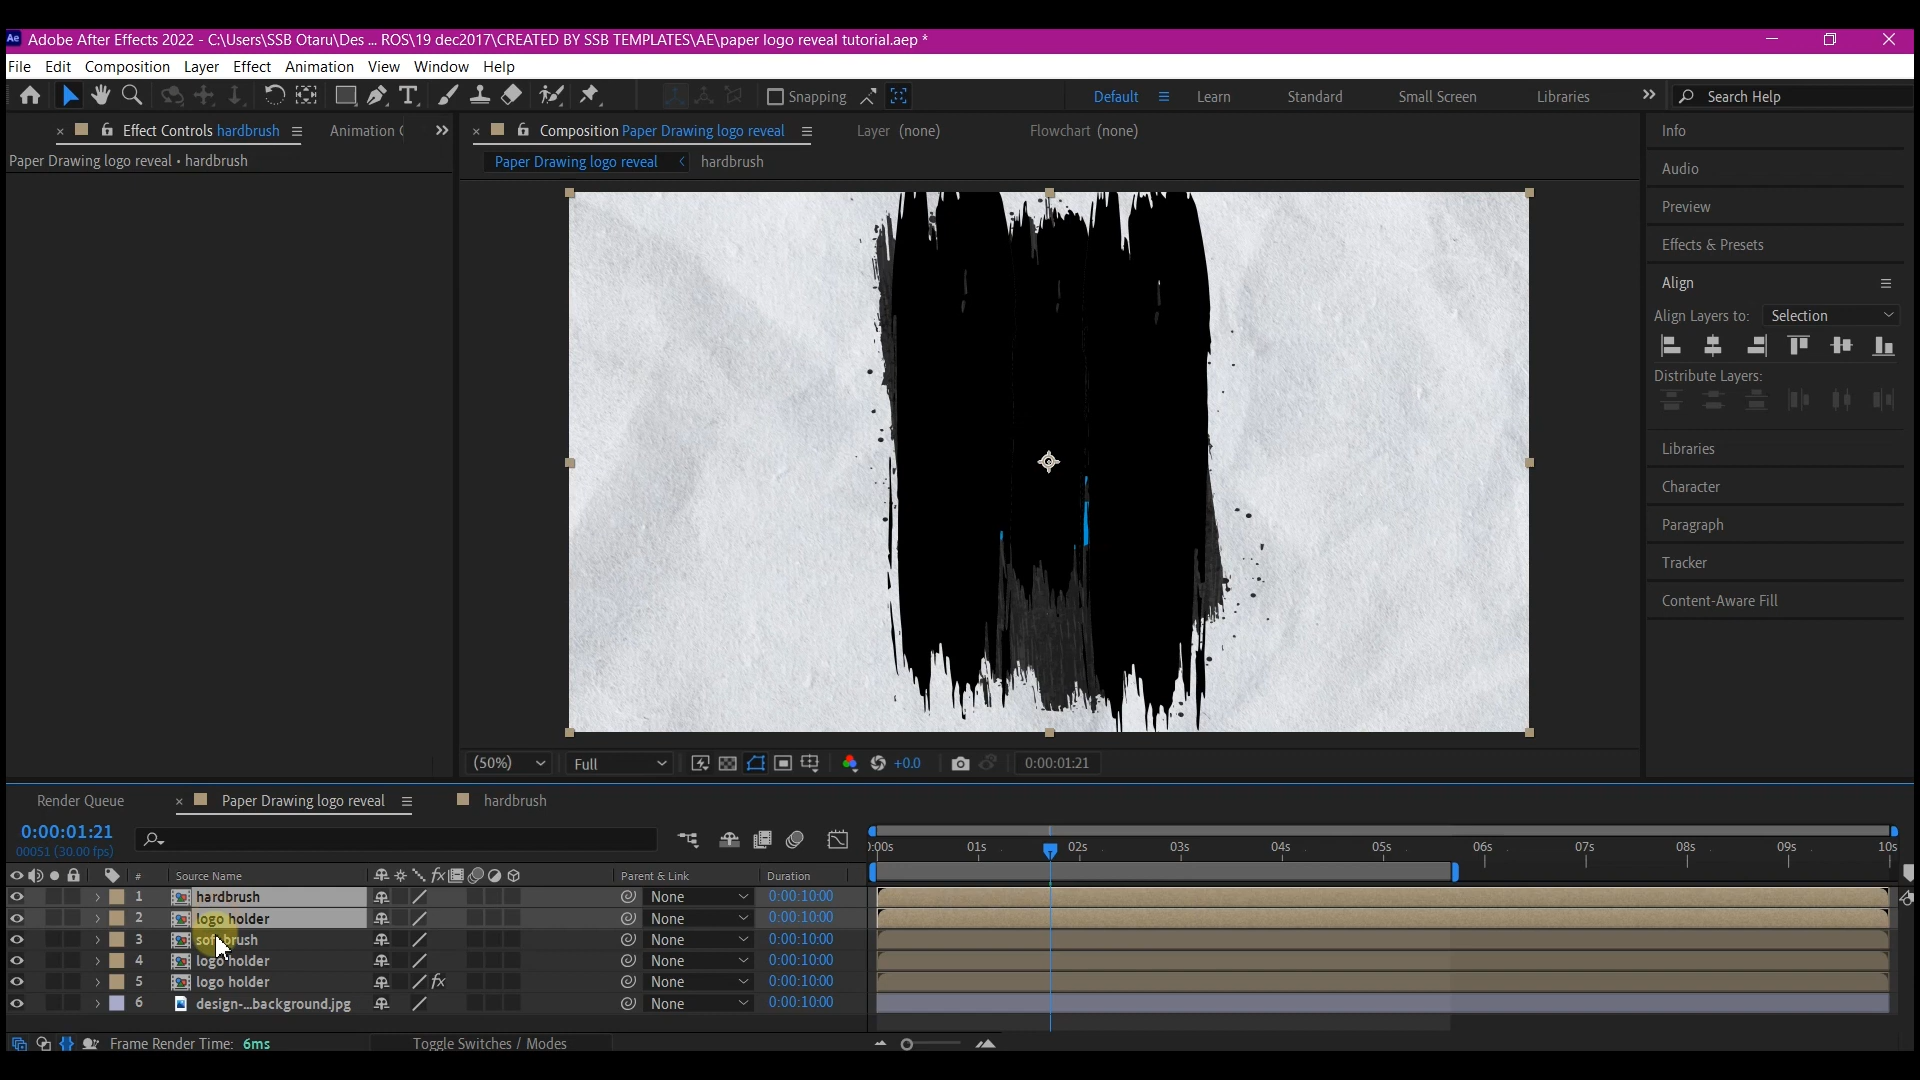 Ae Adobe After Effects 2022 - C:\Users\SSB Otaru\Des ... ROS\19 dec2017\CREATED BY SSB TEMPLATES\AE\paper logo reveal tutorial.aep *
File Edit Composition Layer Effect Animation View Window Help
Snapping Default Learn Standard Small Screen Libraries Search Help
Effect Controls hardbrush Animation Composition Paper Drawing logo reveal Layer (none) Flowchart (none) Info
Paper Drawing logo reveal • hardbrush Paper Drawing logo reveal hardbrush
Audio
Preview
Effects & Presets
Align
Align Layers to: Selection
Distribute Layers:
Libraries
Character
Paragraph
Tracker
Content-Aware Fill
(50%) Full +0.0 0:00:01:21
Render Queue Paper Drawing logo reveal hardbrush
0:00:01:21
00051 (30.00 fps)
0:00s 01s 02s 03s 04s 05s 06s 07s 08s 09s 10s
# Source Name fx Parent & Link Duration
1 hardbrush None 0:00:10:00
2 logo holder None 0:00:10:00
3 softbrush None 0:00:10:00
4 logo holder None 0:00:10:00
5 logo holder fx None 0:00:10:00
6 design-...background.jpg None 0:00:10:00
Frame Render Time: 6ms Toggle Switches / Modes